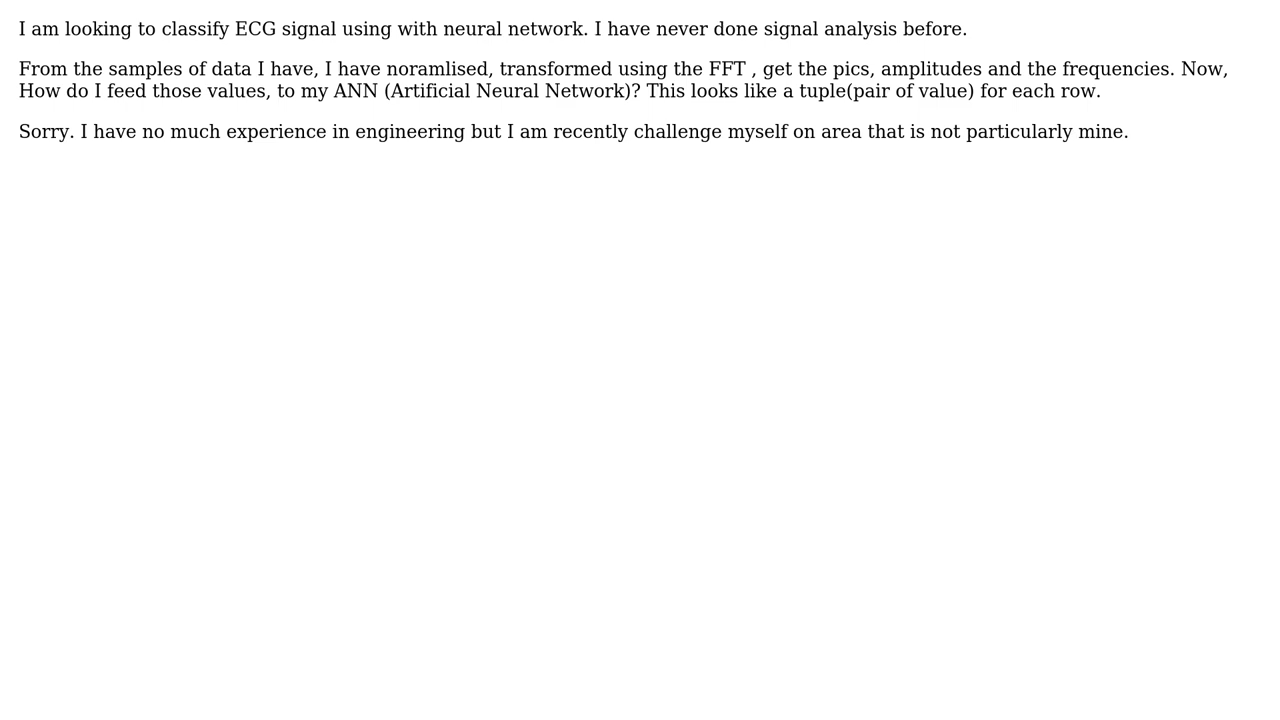 I am looking to classify ECG signal using with neural network. I have never done signal analysis before.
From the samples of data I have, I have noramlised, transformed using the FFT , get the pics, amplitudes and the frequencies. Now,
How do I feed those values, to my ANN (Artificial Neural Network)? This looks like a tuple(pair of value) for each row.
Sorry. I have no much experience in engineering but I am recently challenge myself on area that is not particularly mine.